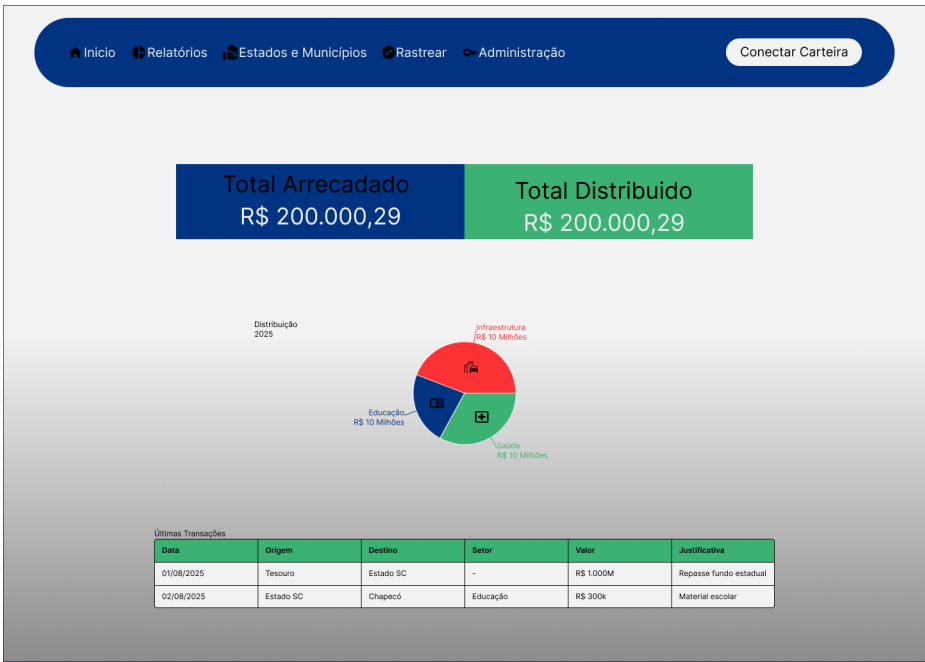 Inicio Relatórios Estados e Municípios Rastrear Administração Conectar Carteira
Total Arrecadado
R$ 200.000,29
Total Distribuido
R$ 200.000,29
Distribuição
2025
Infraestrutura
R$ 10 Milhões
Educação
R$ 10 Milhões
Saúde
R$ 10 Milhões
Últimas Transações
Data Origem Destino Setor Valor Justificativa
01/08/2025 Tesouro Estado SC - R$ 1.000M Repasse fundo estadual
02/08/2025 Estado SC Chapecó Educação R$ 300k Material escolar